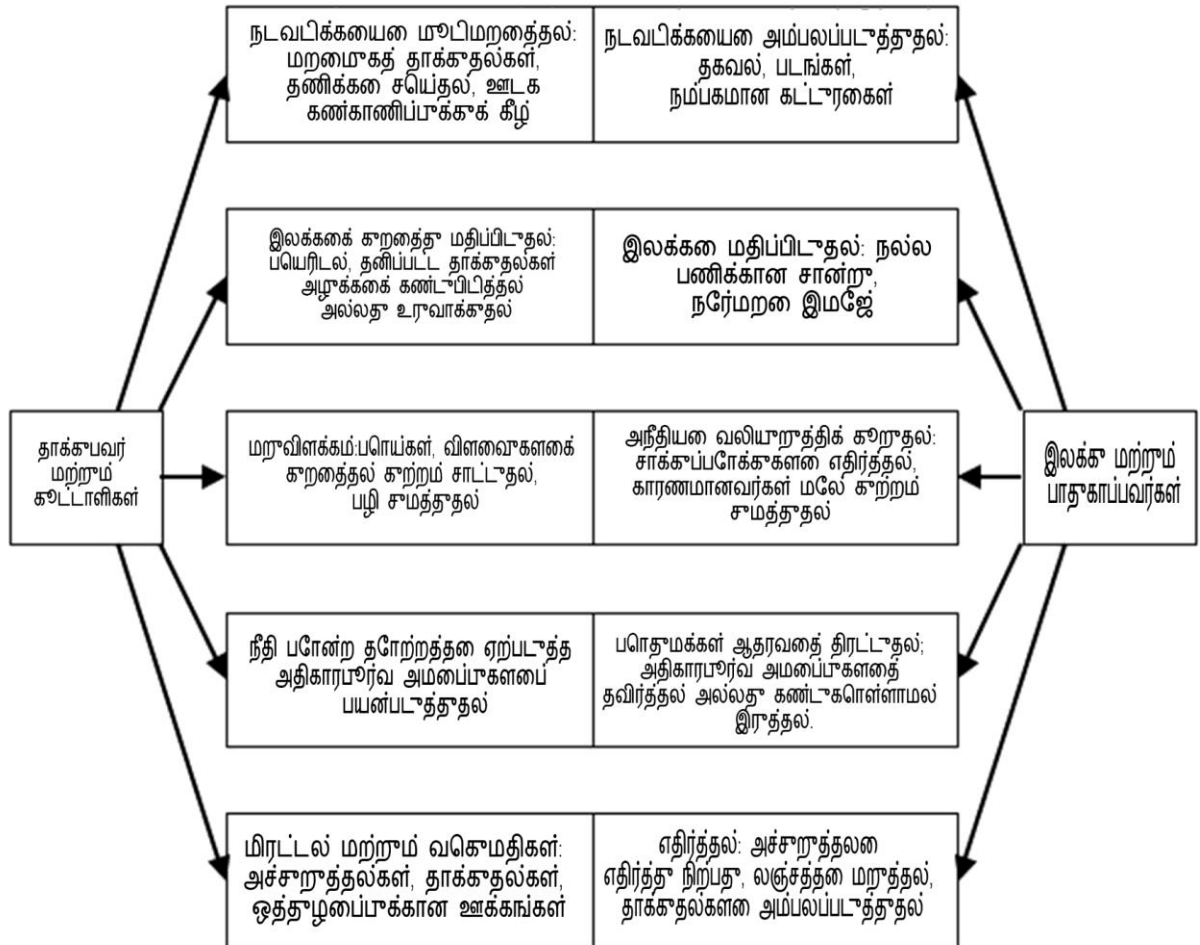 நடவடிக்கையை மூடிமறைத்தல்:
மறைமுகத் தாக்குதல்கள்,
தணிக்கை செய்தல், ஊடக
கண்காணிப்புக்குக் கீழ்
நடவடிக்கையை அம்பலப்படுத்துதல்:
தகவல், படங்கள்,
நம்பகமான கட்டுரைகள்
இலக்கைக் குறைத்து மதிப்பிடுதல்:
பெயரிடல், தனிப்பட்ட தாக்குதல்கள்
அழுக்கைக் கண்டுபிடித்தல்
அல்லது உருவாக்குதல்
இலக்கை மதிப்பிடுதல்: நல்ல
பணிக்கான சான்று,
நேர்மறை இமேஜ்
தாக்குபவர்
மற்றும்
கூட்டாளிகள்
மறுவிளக்கம்:பொய்கள், விளைவுகளைக்
குறைத்தல் குற்றம் சாட்டுதல்,
பழி சுமத்துதல்
அநீதியை வலியுறுத்திக் கூறுதல்:
சாக்குப்போக்குகளை எதிர்த்தல்,
காரணமானவர்கள் மேல் குற்றம்
சுமத்துதல்
இலக்கு மற்றும்
பாதுகாப்பவர்கள்
நீதி போன்ற தோற்றத்தை ஏற்படுத்த
அதிகாரபூர்வ அமைப்புகளைப்
பயன்படுத்துதல்
பொதுமக்கள் ஆதரவைத் திரட்டுதல்;
அதிகாரபூர்வ அமைப்புகளைத்
தவிர்த்தல் அல்லது கண்டுகொள்ளாமல்
இருத்தல்.
மிரட்டல் மற்றும் வெகுமதிகள்:
அச்சுறுத்தல்கள், தாக்குதல்கள்,
ஒத்துழைப்புக்கான ஊக்கங்கள்
எதிர்த்தல்: அச்சுறுத்தலை
எதிர்த்து நிற்பது, லஞ்சத்தை மறுத்தல்,
தாக்குதல்களை அம்பலப்படுத்துதல்